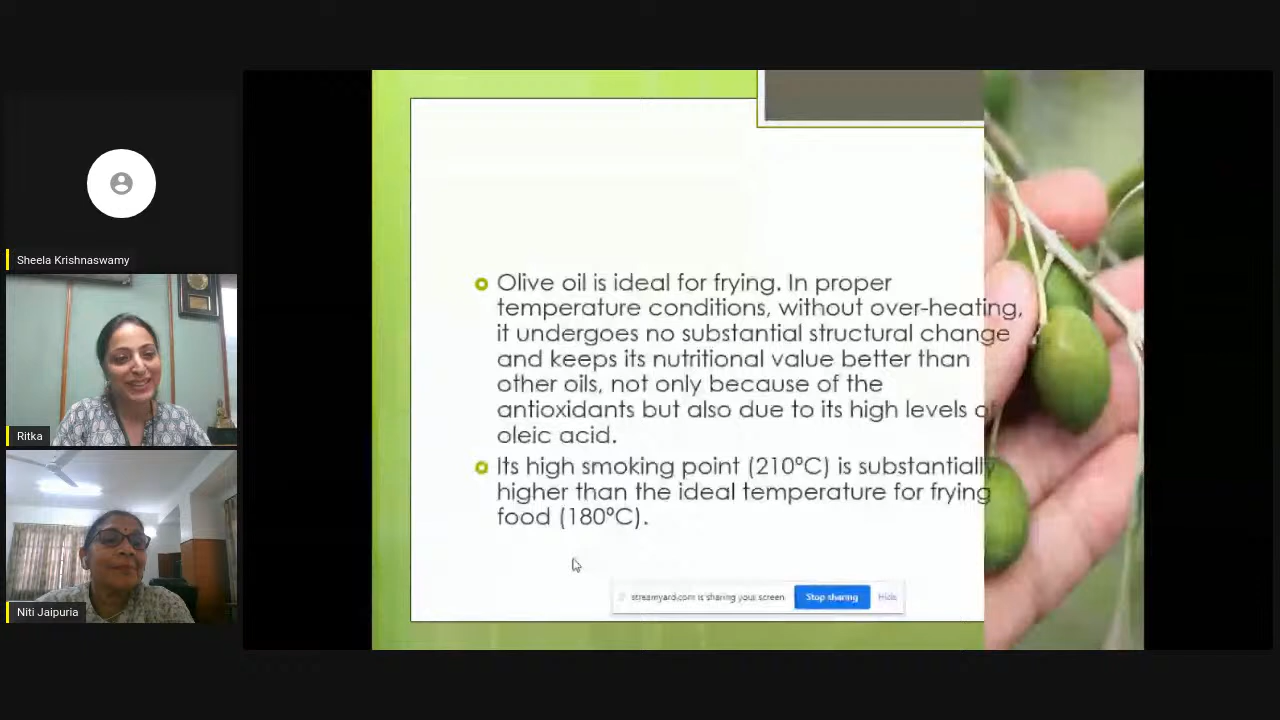 Sheela Krishnaswamy
Ritka
Niti Jaipuria
Olive oil is ideal for frying. In proper
temperature conditions, without over-heating,
it undergoes no substantial structural change
and keeps its nutritional value better than
other oils, not only because of the
antioxidants but also due to its high levels of
oleic acid.
Its high smoking point (210ºC) is substantially
higher than the ideal temperature for frying
food (180ºC).
streamyard.com is sharing your screen
Stop sharing
Hide